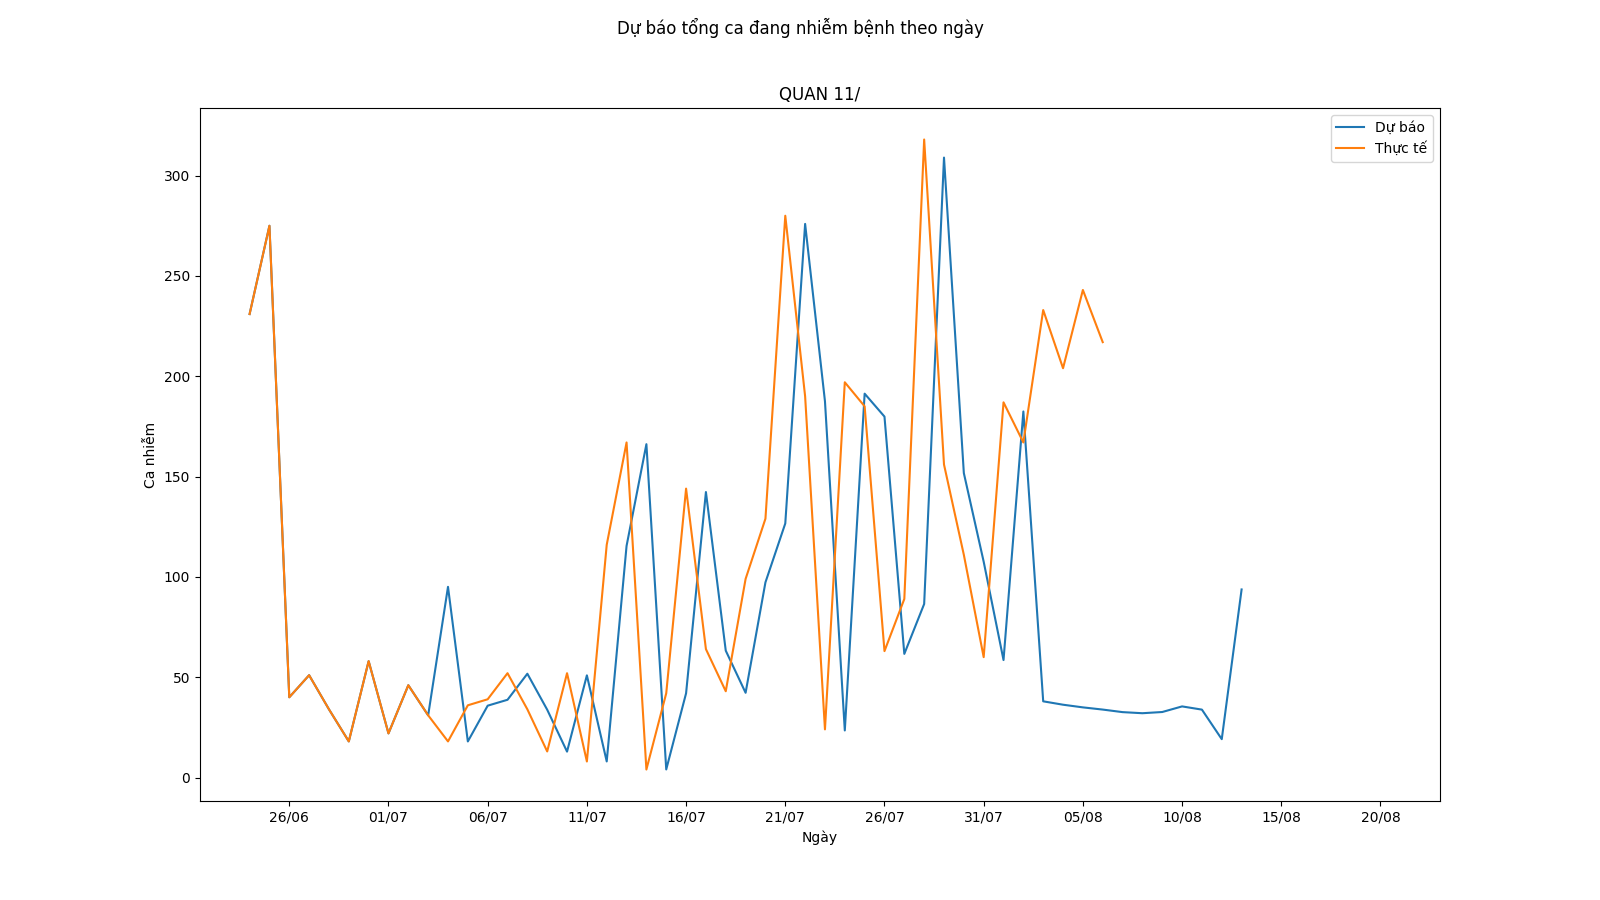 Dự báo tổng ca đang nhiễm bệnh theo ngày
QUAN 11/
Dự báo
Thực tế
300
250
200
150
100
50
0
Ca nhiễm
26/06 01/07 06/07 11/07 16/07 21/07 26/07 31/07 05/08 10/08 15/08 20/08
Ngày